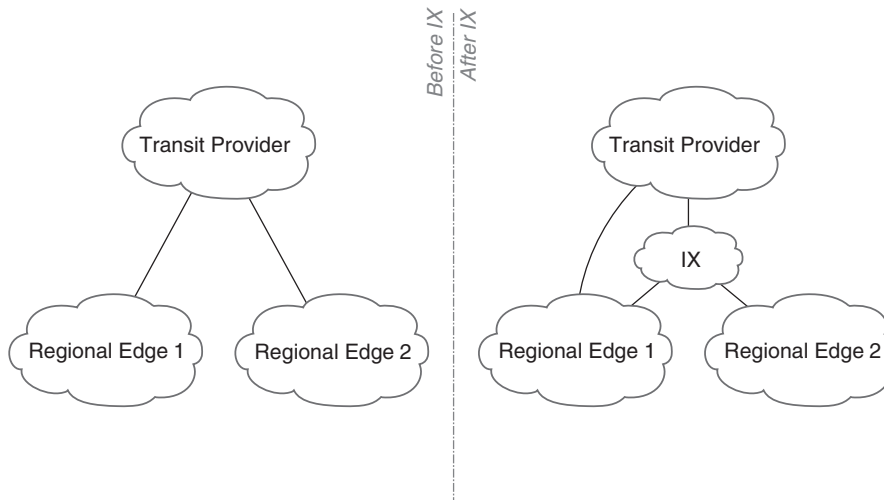 Before IX
After IX
Transit Provider
Regional Edge 1
Regional Edge 2
Transit Provider
IX
Regional Edge 1
Regional Edge 2